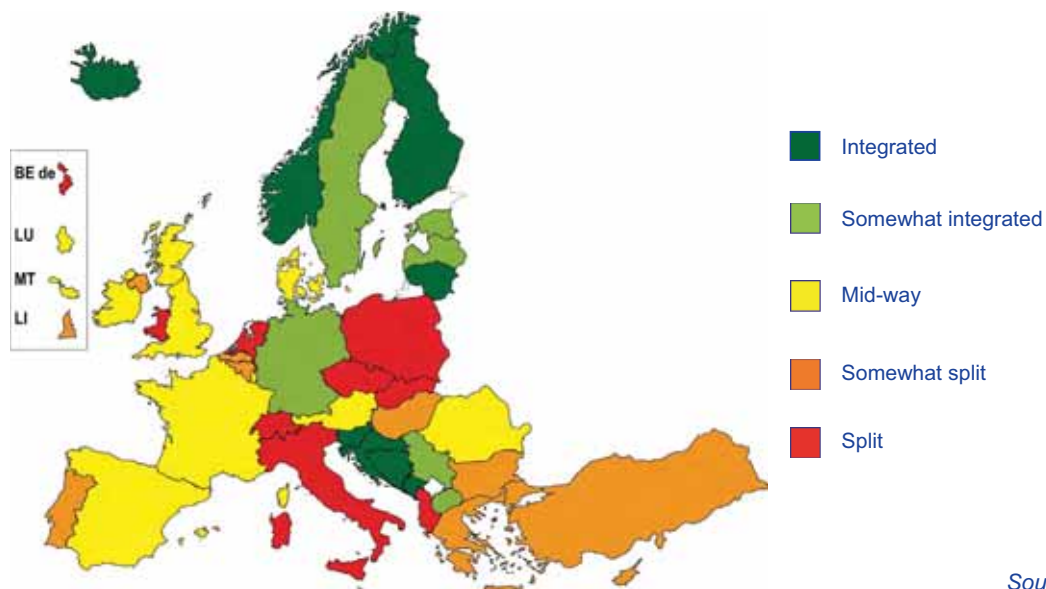 BE de
LU
MT
LI
Integrated
Somewhat integrated
Mid-way
Somewhat split
Split
Sou